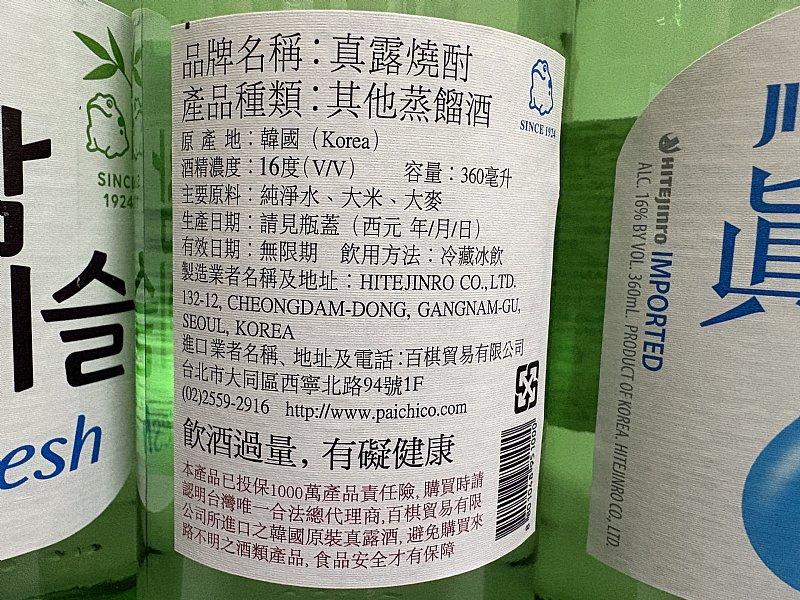 品牌名稱：真露燒酎
產品種類：其他蒸餾酒
原 產 地：韓國（Korea）
酒精濃度：16度(V/V) 容量：360毫升
主要原料：純淨水、大米、大麥
生產日期：請見瓶蓋（西元 年/月/日）
有效日期：無限期 飲用方法：冷藏冰飲
製造業者名稱及地址：HITEJINRO CO., LTD.
132-12, CHEONGDAM-DONG, GANGNAM-GU,
SEOUL, KOREA
進口業者名稱、地址及電話：百棋貿易有限公司
台北市大同區西寧北路94號1F
(02)2559-2916 http://www.paichico.com
飲酒過量，有礙健康
本產品已投保1000萬產品責任險，購買時請
認明台灣唯一合法總代理商，百棋貿易有限
公司所進口之韓國原裝真露酒，避免購買來
路不明之酒類產品，食品安全才有保障
SINCE 1924
SINCE
1924
이슬
esh
HITEJINRO IMPORTED
ALC. 16% BY VOL. 360mL. PRODUCT OF KOREA. HITEJINRO CO., LTD.
眞